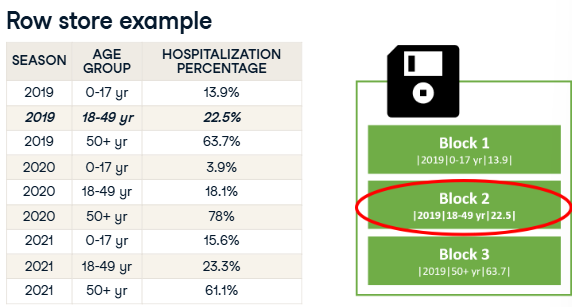 Row store example
SEASON AGE GROUP HOSPITALIZATION PERCENTAGE
2019 0-17 yr 13.9%
2019 18-49 yr 22.5%
2019 50+ yr 63.7%
2020 0-17 yr 3.9%
2020 18-49 yr 18.1%
2020 50+ yr 78%
2021 0-17 yr 15.6%
2021 18-49 yr 23.3%
2021 50+ yr 61.1%
Block 1
|2019|0-17 yr|13.9|
Block 2
|2019|18-49 yr|22.5|
Block 3
|2019|50+ yr|63.7|